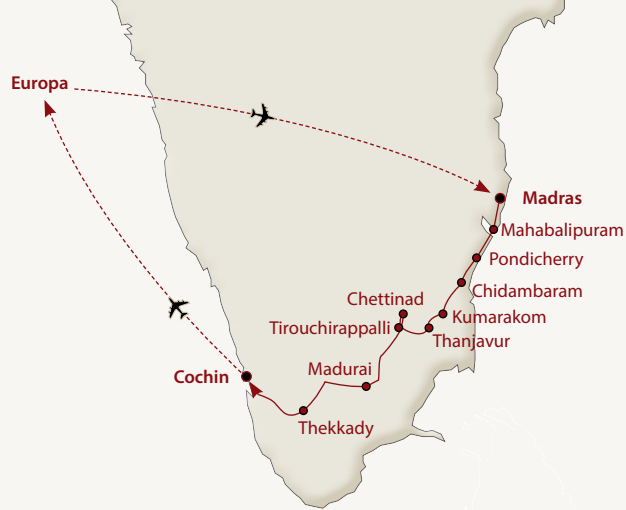 Europa
Madras
Mahabalipuram
Pondicherry
Chidambaram
Chettinad
Kumarakom
Tirouchirappalli
Thanjavur
Madurai
Cochin
Thekkady